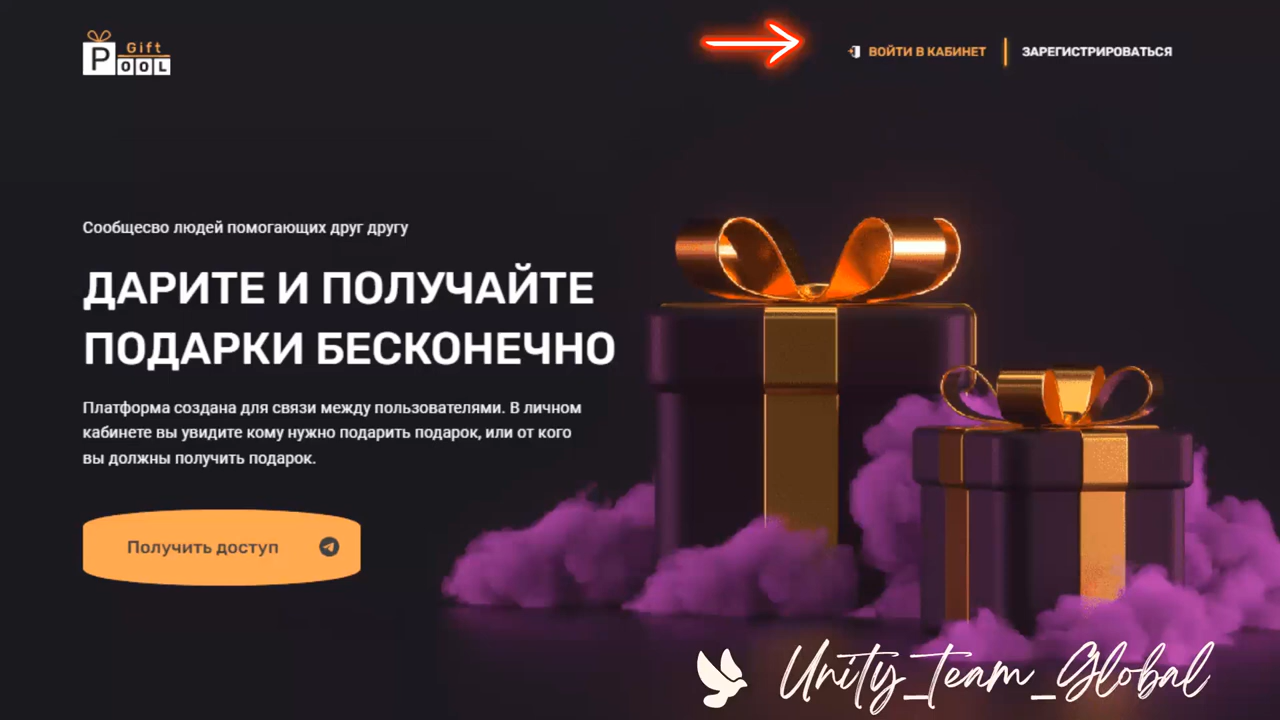 Gift
POOL
ВОЙТИ В КАБИНЕТ
ЗАРЕГИСТРИРОВАТЬСЯ
Сообщесво людей помогающих друг другу
ДАРИТЕ И ПОЛУЧАЙТЕ
ПОДАРКИ БЕСКОНЕЧНО
Платформа создана для связи между пользователями. В личном
кабинете вы увидите кому нужно подарить подарок, или от кого
вы должны получить подарок.
Получить доступ
Unity_team_Global